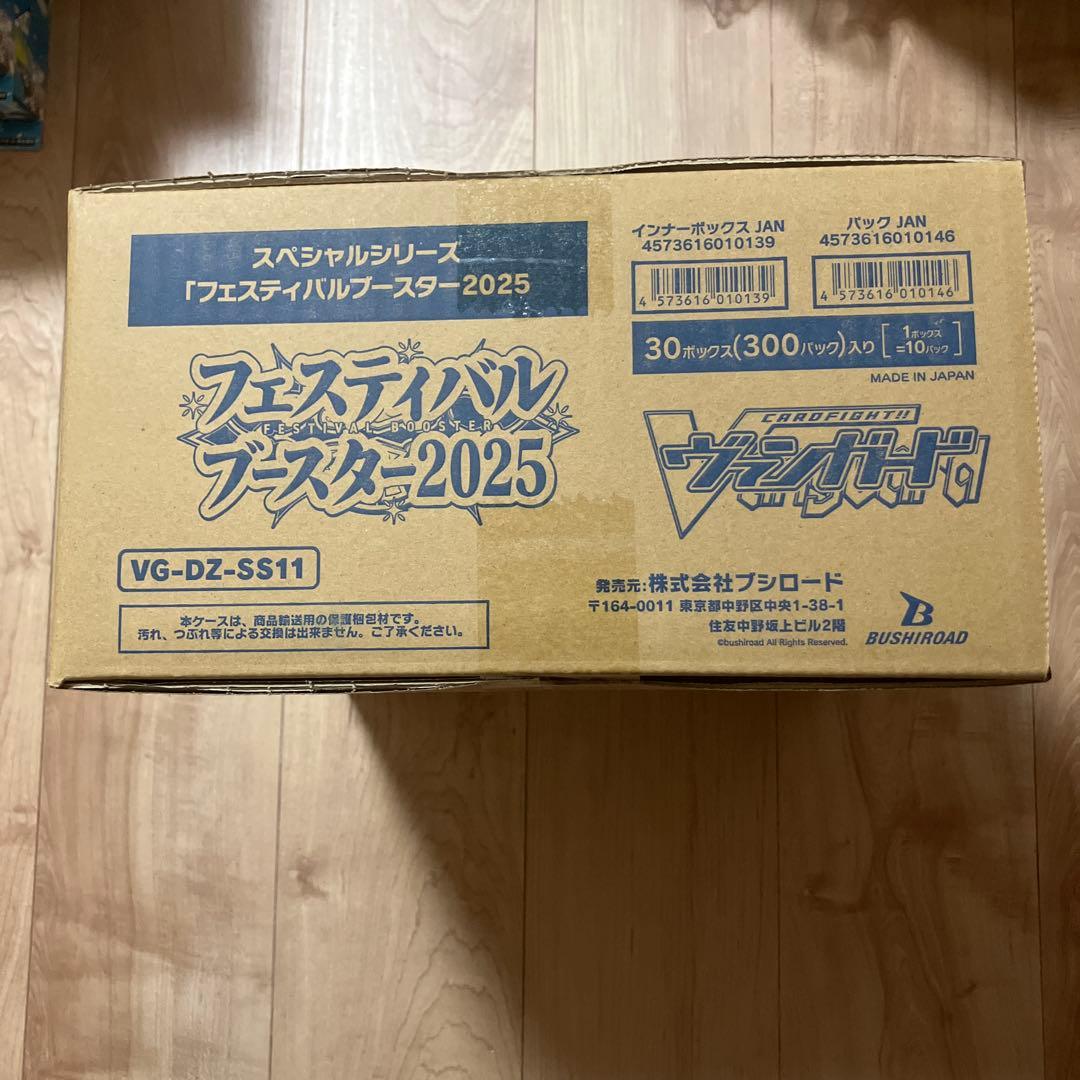 スペシャルシリーズ
「フェスティバルブースター2025
フェスティバル
FESTIVAL BOOSTER
ブースター2025
VG-DZ-SS11
本ケースは、商品輸送用の保護梱包材です。
汚れ、つぶれ等による交換は出来ません。ご了承ください。
インナーボックス JAN
4573616010139
4 573616 010139
パック JAN
4573616010146
4 573616 010146
30ボックス(300パック)入り [1ボックス=10パック]
MADE IN JAPAN
CARDFIGHT!!
ヴァンガード
Vanguard
発売元:株式会社ブシロード
〒164-0011 東京都中野区中央1-38-1
住友中野坂上ビル2階
©bushiroad All Rights Reserved.
BUSHIROAD